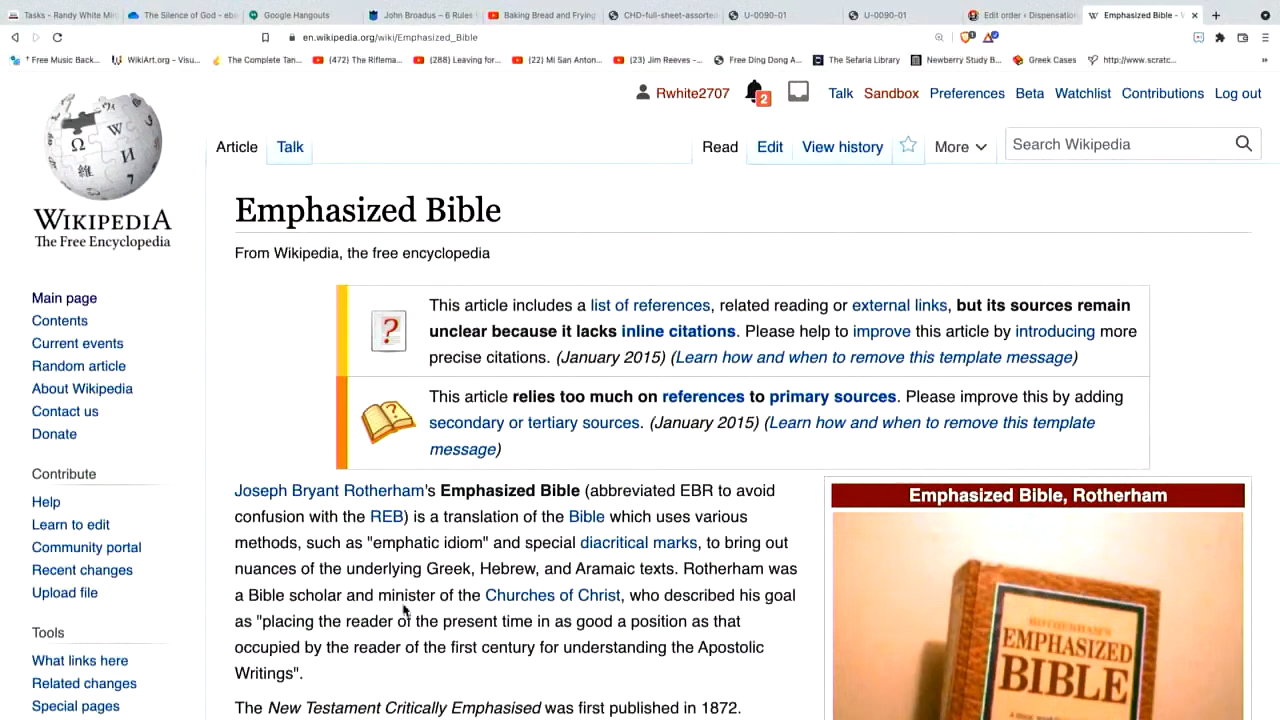 Tasks - Randy White Min
The Silence of God - eb
Google Hangouts
John Broadus – 6 Rules
Baking Bread and Frying
CHD-full-sheet-assorte
U-0090-01
U-0090-01
Edit order ‹ Dispensatio
Emphasized Bible - W
en.wikipedia.org/wiki/Emphasized_Bible
† Free Music Back...
WikiArt.org - Visu...
The Complete Tan...
(472) The Riflema...
(288) Leaving for...
(22) Mi San Anton...
(23) Jim Reeves -...
Free Ding Dong A...
The Sefaria Library
Newberry Study B...
Greek Cases
http://www.scratc...
Rwhite2707 2 Talk Sandbox Preferences Beta Watchlist Contributions Log out
Article Talk Read Edit View history More Search Wikipedia
WIKIPEDIA
The Free Encyclopedia
Main page
Contents
Current events
Random article
About Wikipedia
Contact us
Donate
Contribute
Help
Learn to edit
Community portal
Recent changes
Upload file
Tools
What links here
Related changes
Special pages
Emphasized Bible
From Wikipedia, the free encyclopedia
This article includes a list of references, related reading or external links, but its sources remain
unclear because it lacks inline citations. Please help to improve this article by introducing more
precise citations. (January 2015) (Learn how and when to remove this template message)
This article relies too much on references to primary sources. Please improve this by adding
secondary or tertiary sources. (January 2015) (Learn how and when to remove this template
message)
Joseph Bryant Rotherham's Emphasized Bible (abbreviated EBR to avoid
confusion with the REB) is a translation of the Bible which uses various
methods, such as "emphatic idiom" and special diacritical marks, to bring out
nuances of the underlying Greek, Hebrew, and Aramaic texts. Rotherham was
a Bible scholar and minister of the Churches of Christ, who described his goal
as "placing the reader of the present time in as good a position as that
occupied by the reader of the first century for understanding the Apostolic
Writings".
The New Testament Critically Emphasised was first published in 1872.
Emphasized Bible, Rotherham
ROTHERHAM'S
EMPHASIZED
BIBLE